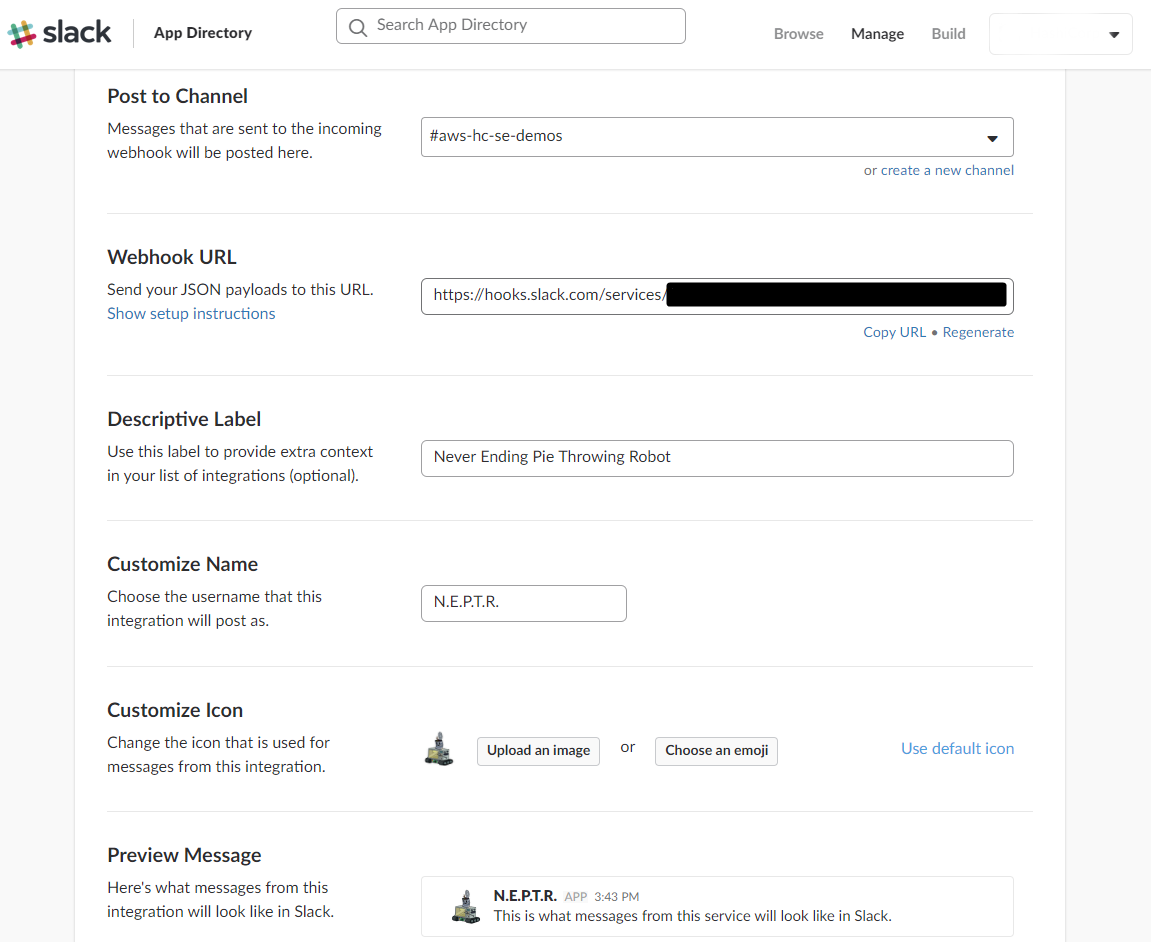 slack App Directory Search App Directory Browse Manage Build
Post to Channel
Messages that are sent to the incoming
webhook will be posted here.
#aws-hc-se-demos
or create a new channel
Webhook URL
Send your JSON payloads to this URL.
Show setup instructions
https://hooks.slack.com/services/
Copy URL • Regenerate
Descriptive Label
Use this label to provide extra context
in your list of integrations (optional).
Never Ending Pie Throwing Robot
Customize Name
Choose the username that this
integration will post as.
N.E.P.T.R.
Customize Icon
Change the icon that is used for
messages from this integration.
Upload an image or Choose an emoji Use default icon
Preview Message
Here's what messages from this
integration will look like in Slack.
N.E.P.T.R. APP 3:43 PM
This is what messages from this service will look like in Slack.